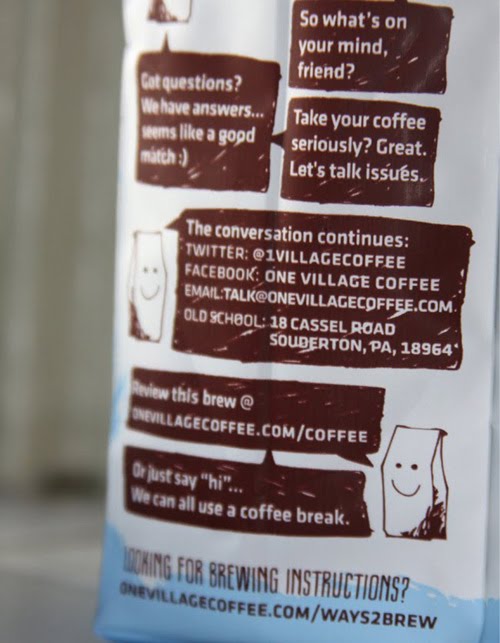 So what's on
your mind,
friend?
Got questions?
We have answers...
seems like a good
match :)
Take your coffee
seriously? Great.
Let's talk issues.
The conversation continues:
TWITTER: @1VILLAGECOFFEE
FACEBOOK: ONE VILLAGE COFFEE
EMAIL:TALK@ONEVILLAGECOFFEE.COM
OLD SCHOOL: 18 CASSEL ROAD
SOUDERTON, PA, 18964
Review this brew @
ONEVILLAGECOFFEE.COM/COFFEE
Or just say "hi"...
We can all use a coffee break.
LOOKING FOR BREWING INSTRUCTIONS?
ONEVILLAGECOFFEE.COM/WAYS2BREW